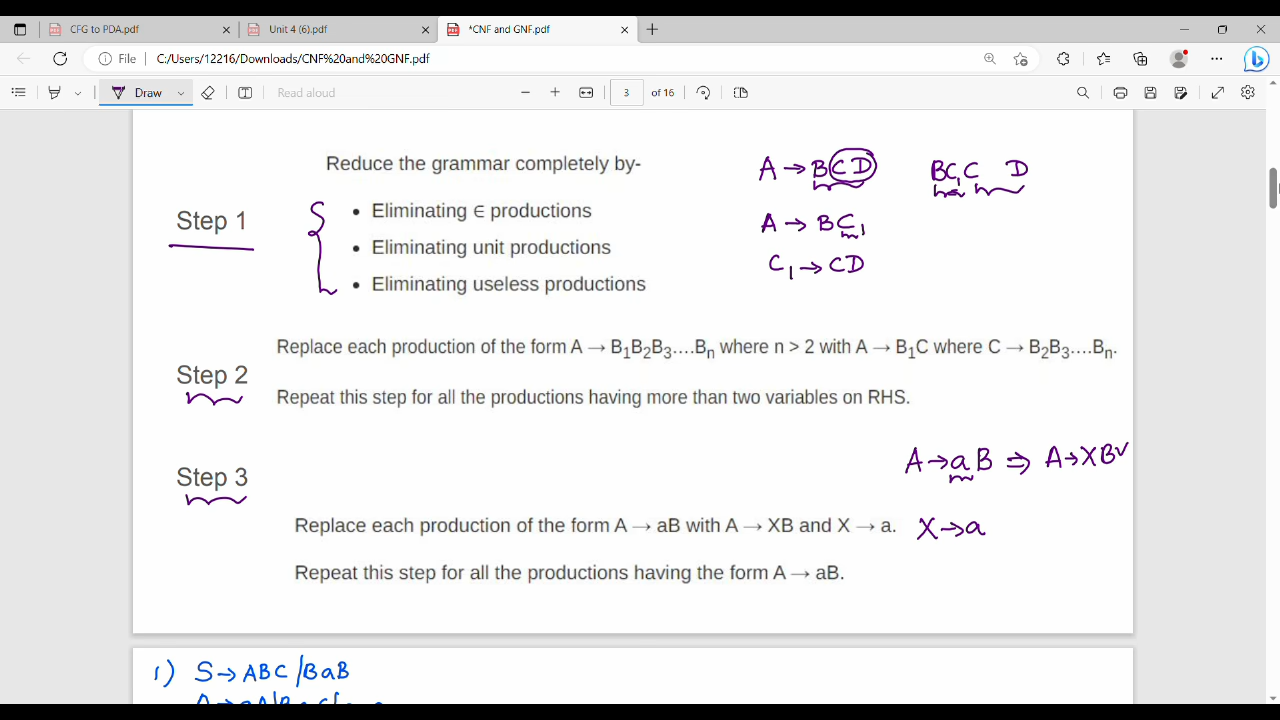 CFG to PDA.pdf
Unit 4 (6).pdf
*CNF and GNF.pdf
File
C:/Users/12216/Downloads/CNF%20and%20GNF.pdf
Draw
Read aloud
3 of 16
Reduce the grammar completely by-
A → BCD
BC₁C D
Step 1
• Eliminating ∈ productions
A → BC₁
• Eliminating unit productions
C₁ → CD
• Eliminating useless productions
Replace each production of the form A → B₁B₂B₃….Bₙ where n > 2 with A → B₁C where C → B₂B₃….Bₙ.
Step 2
Repeat this step for all the productions having more than two variables on RHS.
A → aB ⇒ A → XB✓
Step 3
Replace each production of the form A → aB with A → XB and X → a.
X → a
Repeat this step for all the productions having the form A → aB.
1) S → ABC/BaB